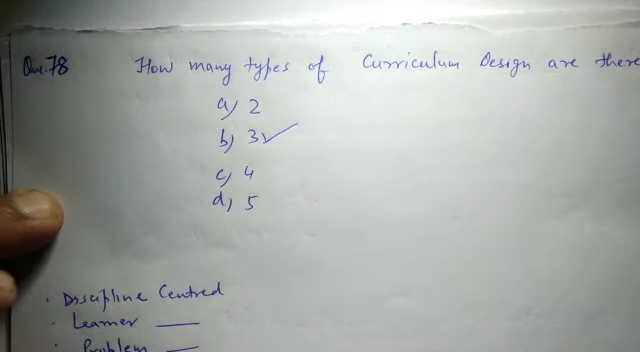 Que.78 How many types of Curriculum Design are there
a) 2
b) 3 ✓
c) 4
d) 5
· Discipline Centred
· Learner ——
· Problem ——